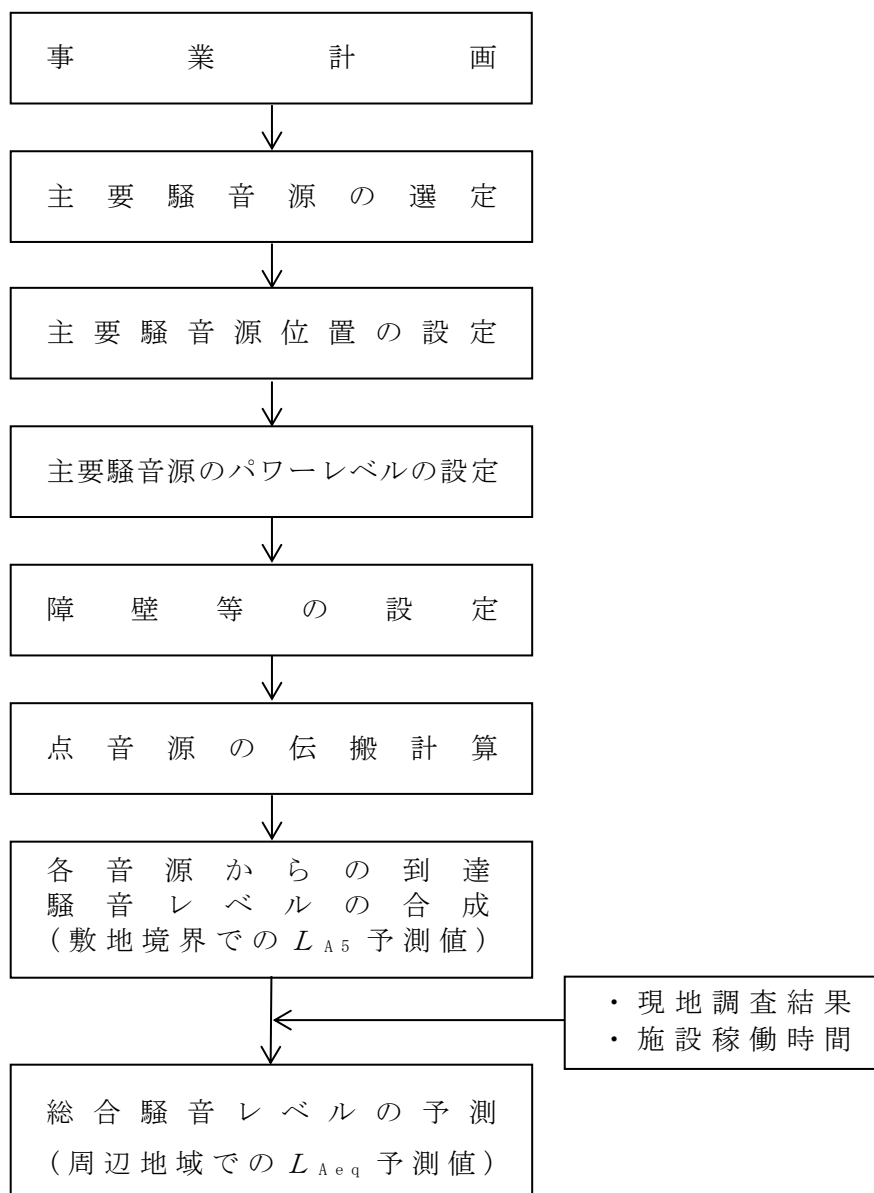 事業計画
主要騒音源の選定
主要騒音源位置の設定
主要騒音源のパワーレベルの設定
障壁等の設定
点音源の伝搬計算
各音源からの到達
騒音レベルの合成
(敷地境界でのLA5予測値)
・現地調査結果
・施設稼働時間
総合騒音レベルの予測
(周辺地域でのLAeq予測値)